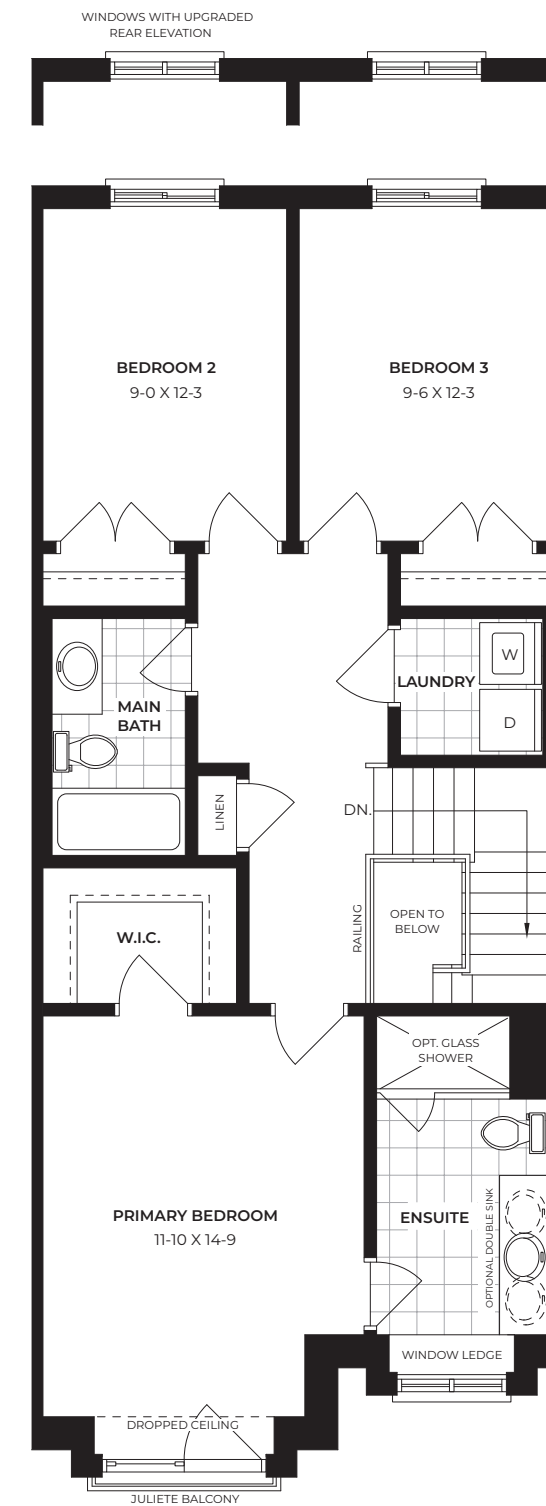 WINDOWS WITH UPGRADED
REAR ELEVATION
BEDROOM 2
9-0 X 12-3
BEDROOM 3
9-6 X 12-3
MAIN
BATH
LAUNDRY
W
D
LINEN
DN.
RAILING
OPEN TO
BELOW
W.I.C.
OPT. GLASS
SHOWER
PRIMARY BEDROOM
11-10 X 14-9
ENSUITE
OPTIONAL DOUBLE SINK
WINDOW LEDGE
DROPPED CEILING
JULIETE BALCONY